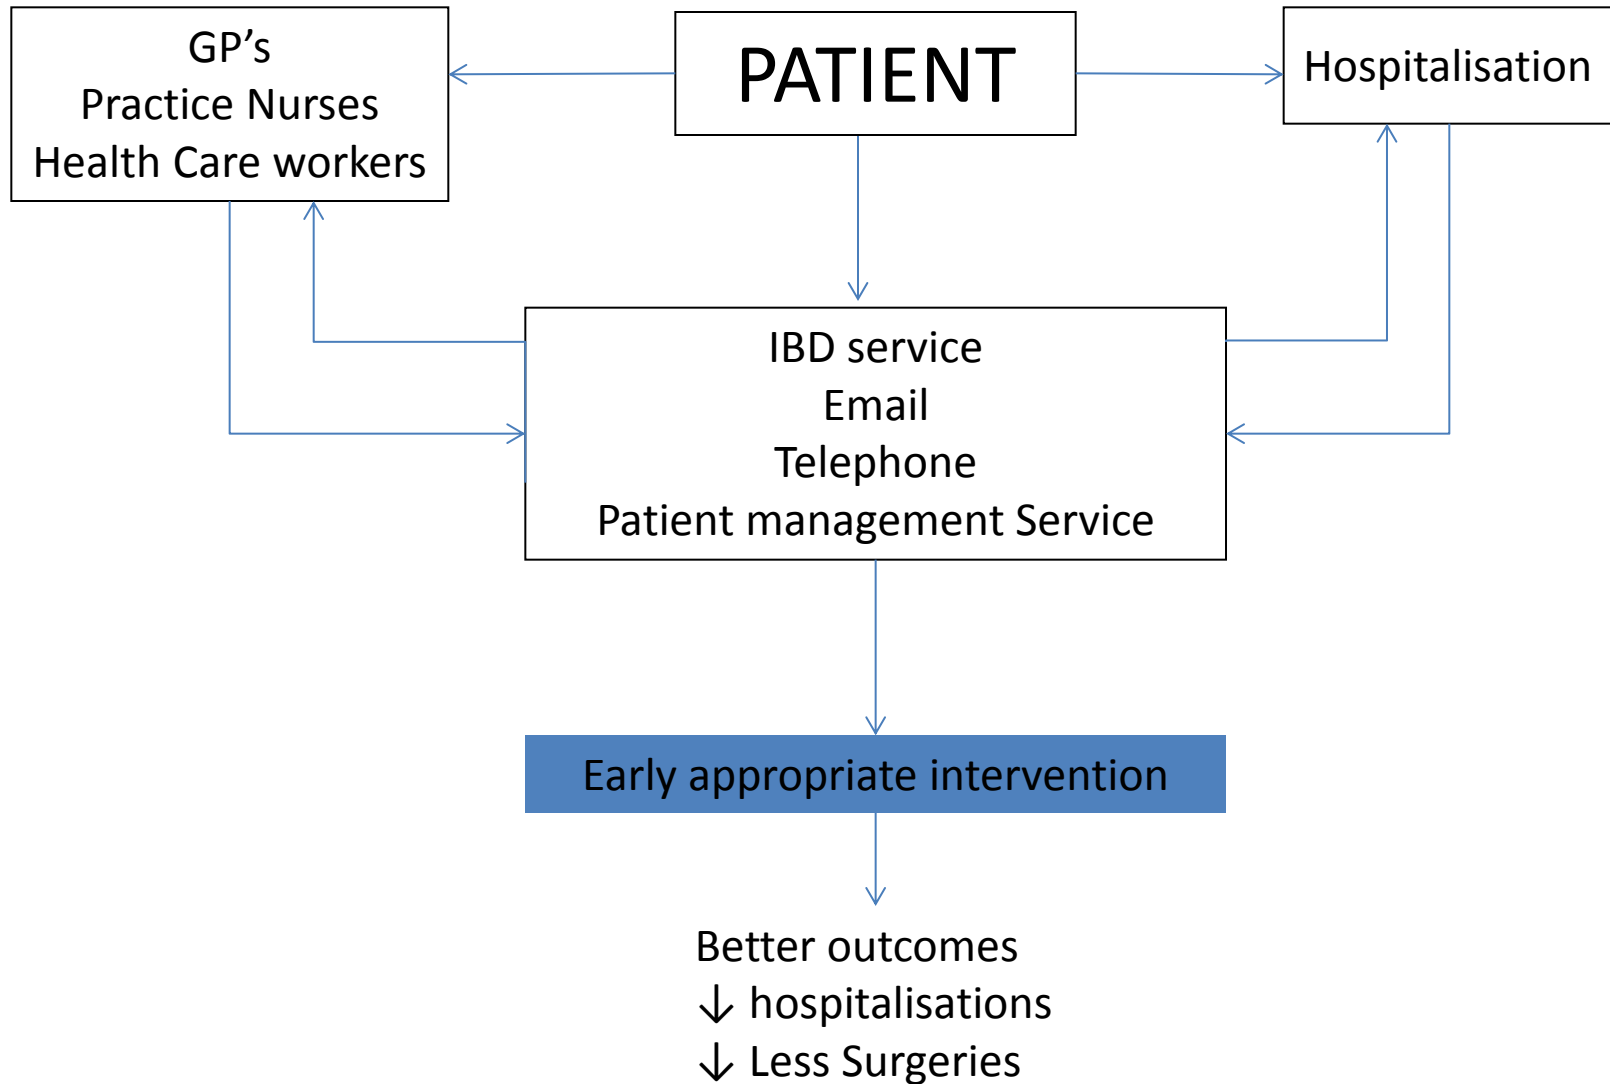 GP’s
Practice Nurses
Health Care workers
PATIENT
Hospitalisation
IBD service
Email
Telephone
Patient management Service
Early appropriate intervention
Better outcomes
↓ hospitalisations
↓ Less Surgeries